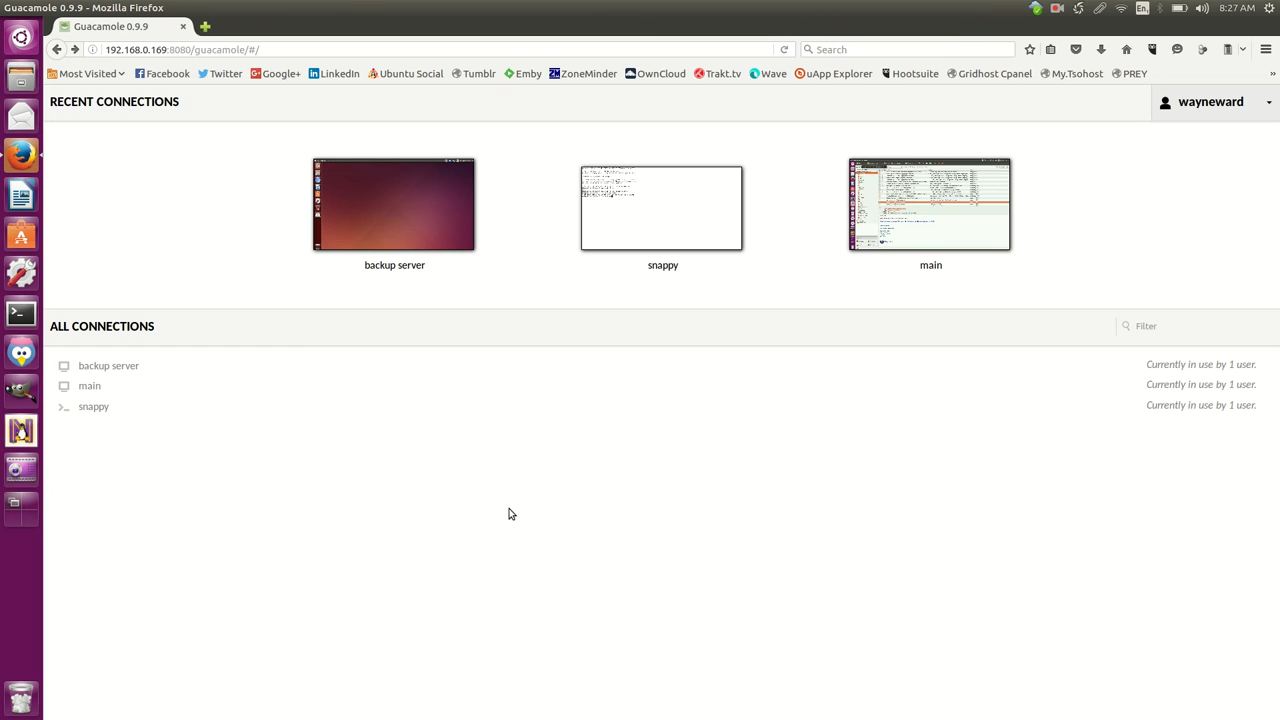 Guacamole 0.9.9 - Mozilla Firefox
En
8:27 AM
Guacamole 0.9.9
192.168.0.169:8080/guacamole/#/
Search
Most Visited Facebook Twitter Google+ LinkedIn Ubuntu Social Tumblr Emby ZoneMinder OwnCloud Trakt.tv Wave uApp Explorer Hootsuite Gridhost Cpanel My.Tsohost PREY »
RECENT CONNECTIONS
wayneward
backup server
snappy
main
ALL CONNECTIONS
Filter
backup server
Currently in use by 1 user.
main
Currently in use by 1 user.
snappy
Currently in use by 1 user.